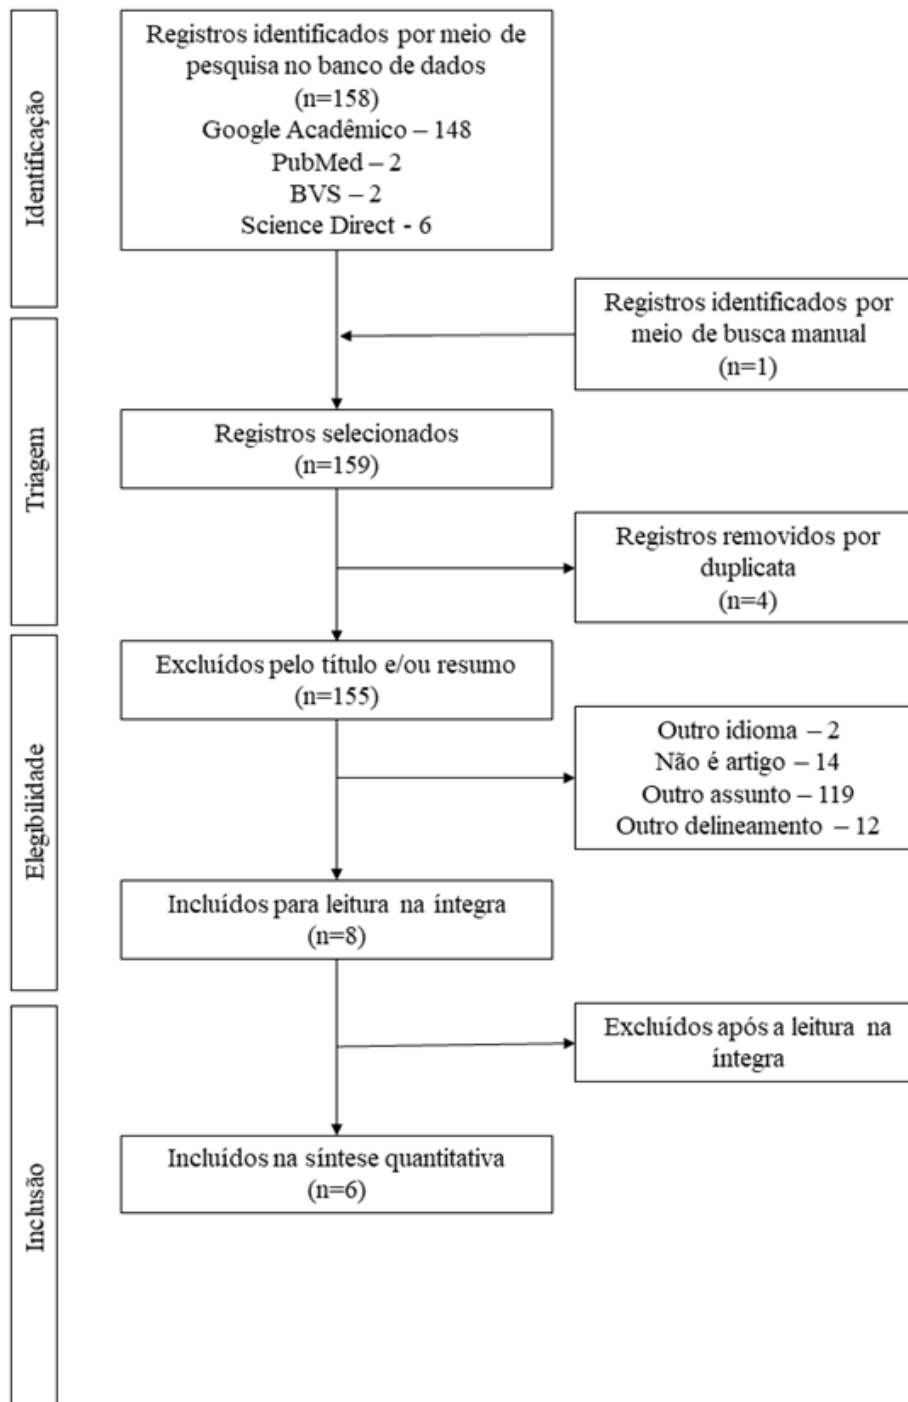 Identificação
Registros identificados por meio de
pesquisa no banco de dados
(n=158)
Google Acadêmico – 148
PubMed – 2
BVS – 2
Science Direct - 6
Registros identificados por
meio de busca manual
(n=1)
Triagem
Registros selecionados
(n=159)
Registros removidos por
duplicata
(n=4)
Elegibilidade
Excluídos pelo título e/ou resumo
(n=155)
Outro idioma – 2
Não é artigo – 14
Outro assunto – 119
Outro delineamento – 12
Incluídos para leitura na íntegra
(n=8)
Inclusão
Excluídos após a leitura na
íntegra
Incluídos na síntese quantitativa
(n=6)